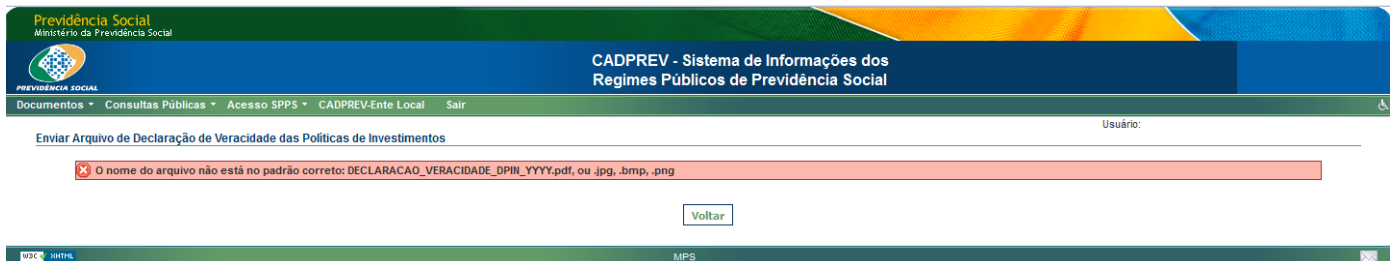 Previdência Social
Ministério da Previdência Social
PREVIDÊNCIA SOCIAL
CADPREV - Sistema de Informações dos
Regimes Públicos de Previdência Social
Documentos Consultas Públicas Acesso SPPS CADPREV-Ente Local Sair
Usuário:
Enviar Arquivo de Declaração de Veracidade das Políticas de Investimentos
O nome do arquivo não está no padrão correto: DECLARACAO_VERACIDADE_DPIN_YYYY.pdf, ou .jpg, .bmp, .png
Voltar
W3C XHTML MPS